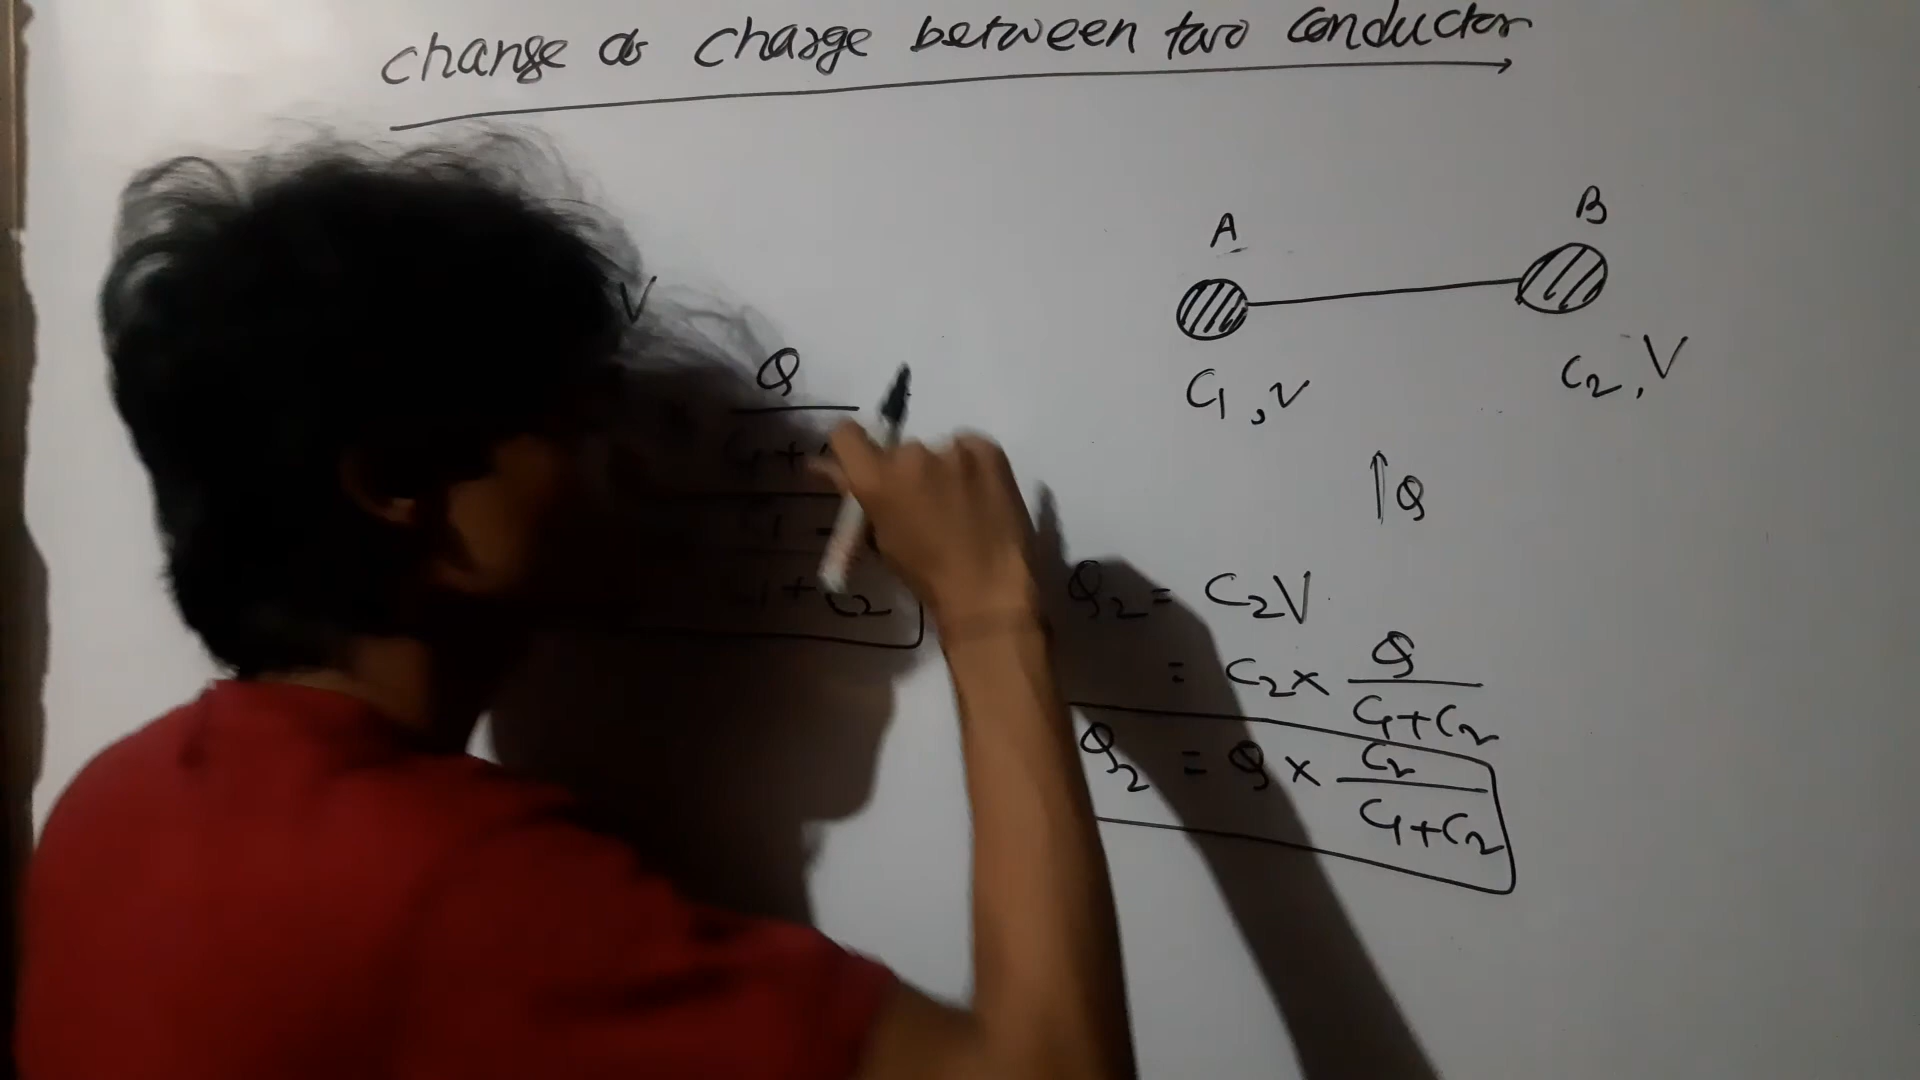 change of charge between two conductor
A
B
C1, V
C2, V
V
Q
C1+
Q
C1+C2
Q2 = C2V
= C2 × Q / C1+C2
Q2 = Q × C2 / C1+C2